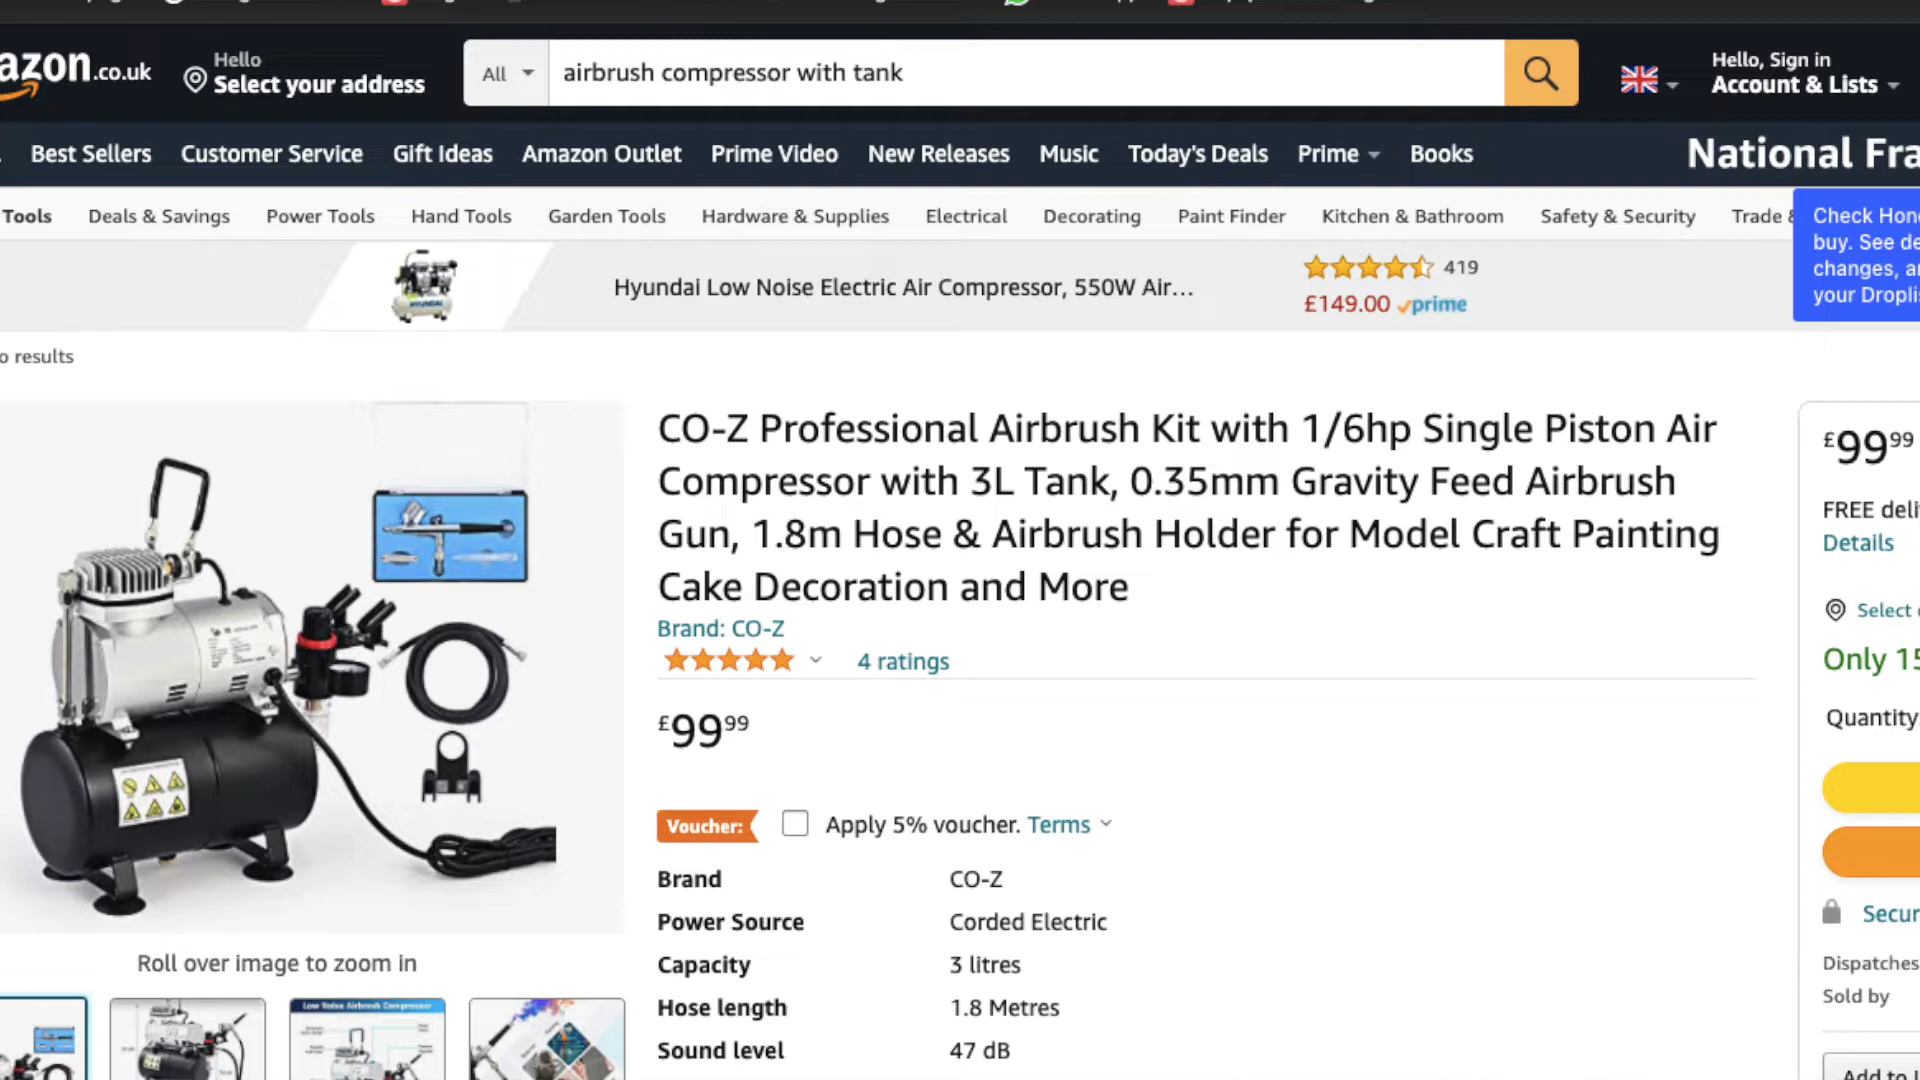 azon.co.uk
Hello
Select your address
All
airbrush compressor with tank
Hello, Sign in
Account & Lists
Best Sellers Customer Service Gift Ideas Amazon Outlet Prime Video New Releases Music Today's Deals Prime Books
National Fra
Tools Deals & Savings Power Tools Hand Tools Garden Tools Hardware & Supplies Electrical Decorating Paint Finder Kitchen & Bathroom Safety & Security Trade &
Check Hon
buy. See de
changes, a
your Dropli
Hyundai Low Noise Electric Air Compressor, 550W Air...
419
£149.00 prime
o results
CO-Z Professional Airbrush Kit with 1/6hp Single Piston Air
Compressor with 3L Tank, 0.35mm Gravity Feed Airbrush
Gun, 1.8m Hose & Airbrush Holder for Model Craft Painting
Cake Decoration and More
Brand: CO-Z
4 ratings
£99 99
Voucher: Apply 5% voucher. Terms
Brand CO-Z
Power Source Corded Electric
Capacity 3 litres
Hose length 1.8 Metres
Sound level 47 dB
Roll over image to zoom in
Low Noise Airbrush Compressor
£99 99
FREE deli
Details
Select
Only 15
Quantity
Secur
Dispatches
Sold by
Add to